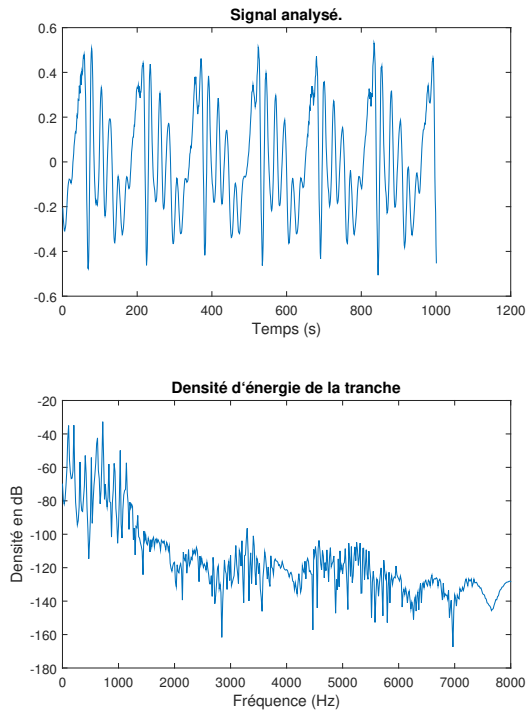 Signal analysé.
0.6
0.4
0.2
0
-0.2
-0.4
-0.6
0 200 400 600 800 1000 1200
Temps (s)
Densité d‘énergie de la tranche
Densité en dB
-20
-40
-60
-80
-100
-120
-140
-160
-180
0 1000 2000 3000 4000 5000 6000 7000 8000
Fréquence (Hz)